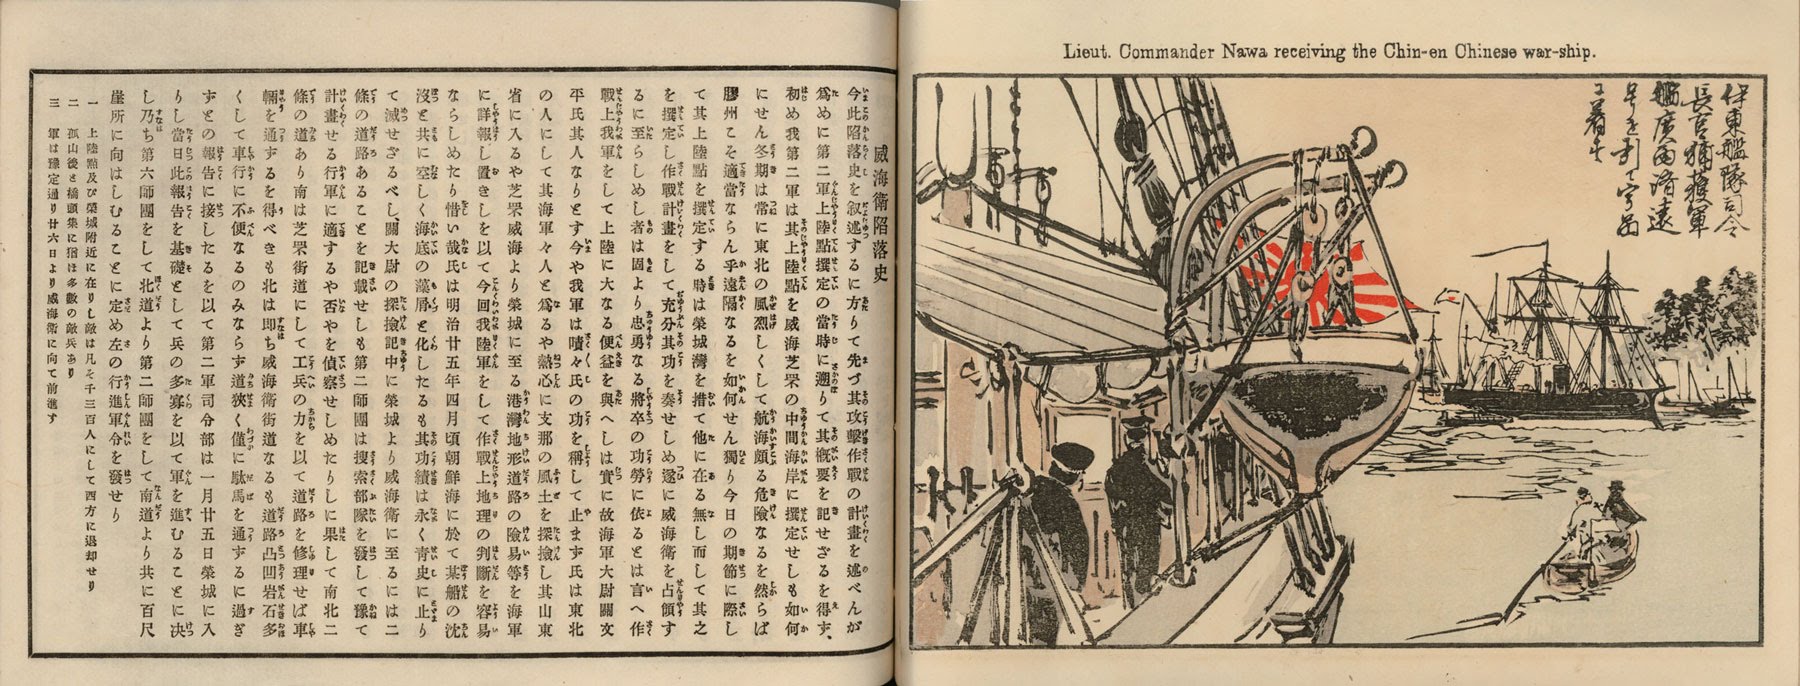 Lieut. Commander Nawa receiving the Chin-en Chinese war-ship.
伊東艦隊司令
長官捕獲軍
艦廣丙済遠
号を引て宇品
に着す
威海衛陥落史
今此陥落史を叙述するに方りて先づ其攻撃作戰の計畫を述べんが
爲めに第二軍上陸點撰定の當時に遡りて其概要を記せざるを得ず、
初め我第二軍は其上陸點を威海芝罘の中間海岸に撰定せしも如何
にせん冬期は常に東北の風烈しくして航海頗る危險なるを然らば
膠州こそ適當ならん乎遠隔なるを如何せん獨り今日の期節に際し
て其上陸點を撰定する時は榮城灣を措て他に在る無し而して其之
を撰定し作戰計畫をして充分其功を奏せしめ遂に威海衛を占領す
るに至らしめし者は固より忠勇なる將卒の功勞に依るとは言へ作
戰上我軍をして上陸に大なる便益を與へしは實に故海軍大尉關文
平氏其人なりとす今や我軍は嘖々氏の功を稱して止まず氏は東北
の人にして其海軍々人と爲るや熱心に支那の風土を探撿し其山東
省に入るや芝罘威海より榮城に至る港灣地形道路の險易等を海軍
に詳報し置きしを以て今回我陸軍をして作戰上地理の判斷を容易
ならしめたり惜い哉氏は明治廿五年四月頃朝鮮海に於て某船の沈
沒と共に空しく海底の藻屑と化したるも其功績は永く青史に止り
て滅せざるべし、關大尉の探撿記中に榮城より威海衛に至るには二
條の道路あることを記載せしも第二師團は搜索部隊を發して豫て
計畫せる行軍に適するや否やを偵察せしめたりしに果して南北二
條の道あり南は芝罘街道にして工兵の力を以て道路を修理せば車
輛を通ずるを得べきも北は即ち威海衛街道なるも道路凸凹岩石多
くして車行に不便なるのみならず道狹く僅に駄馬を通ずるに過ぎ
ずとの報告に接したるを以て第二軍司令部は一月廿五日榮城に入
りし當日此報告を基礎として兵の多寡を以て軍を進むることに决
し乃ち第六師團をして北道より第二師團をして南道より共に百尺
崖所に向はしむることに定め左の行進軍令を發せり
一 上陸點及び榮城附近に在りし敵は凡そ千三百人にして西方に退却せり
二 孤山後と橋頭集に猶ほ多數の敵兵あり
三 軍は豫定通り廿六日より威海衛に向て前進す